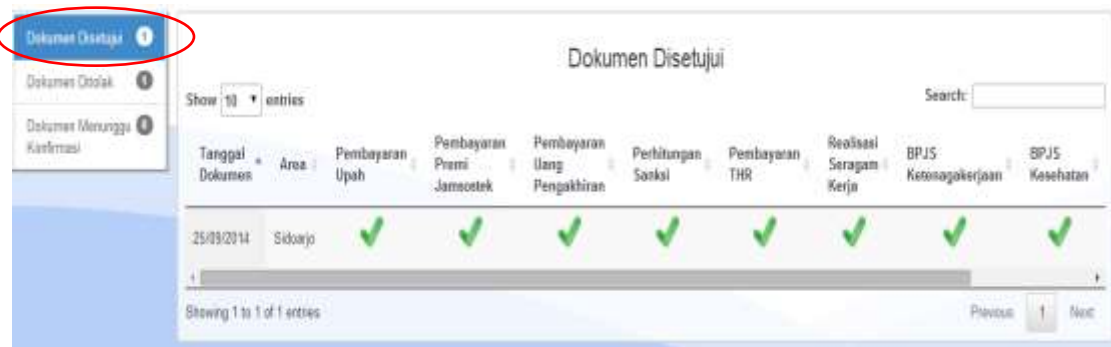 Dokumen Disetujui 1
Dokumen Ditolak
Dokumen Menunggu
Konfirmasi
Dokumen Disetujui
Show 10 entries
Search:
Tanggal
Dokumen
Area
Pembayaran
Upah
Pembayaran
Premi
Jamsostek
Pembayaran
Uang
Pengakhiran
Perhitungan
Sanksi
Pembayaran
THR
Realisasi
Seragam
Kerja
BPJS
Ketenagakerjaan
BPJS
Kesehatan
25/09/2014 Sidoarjo
Showing 1 to 1 of 1 entries
Previous 1 Next